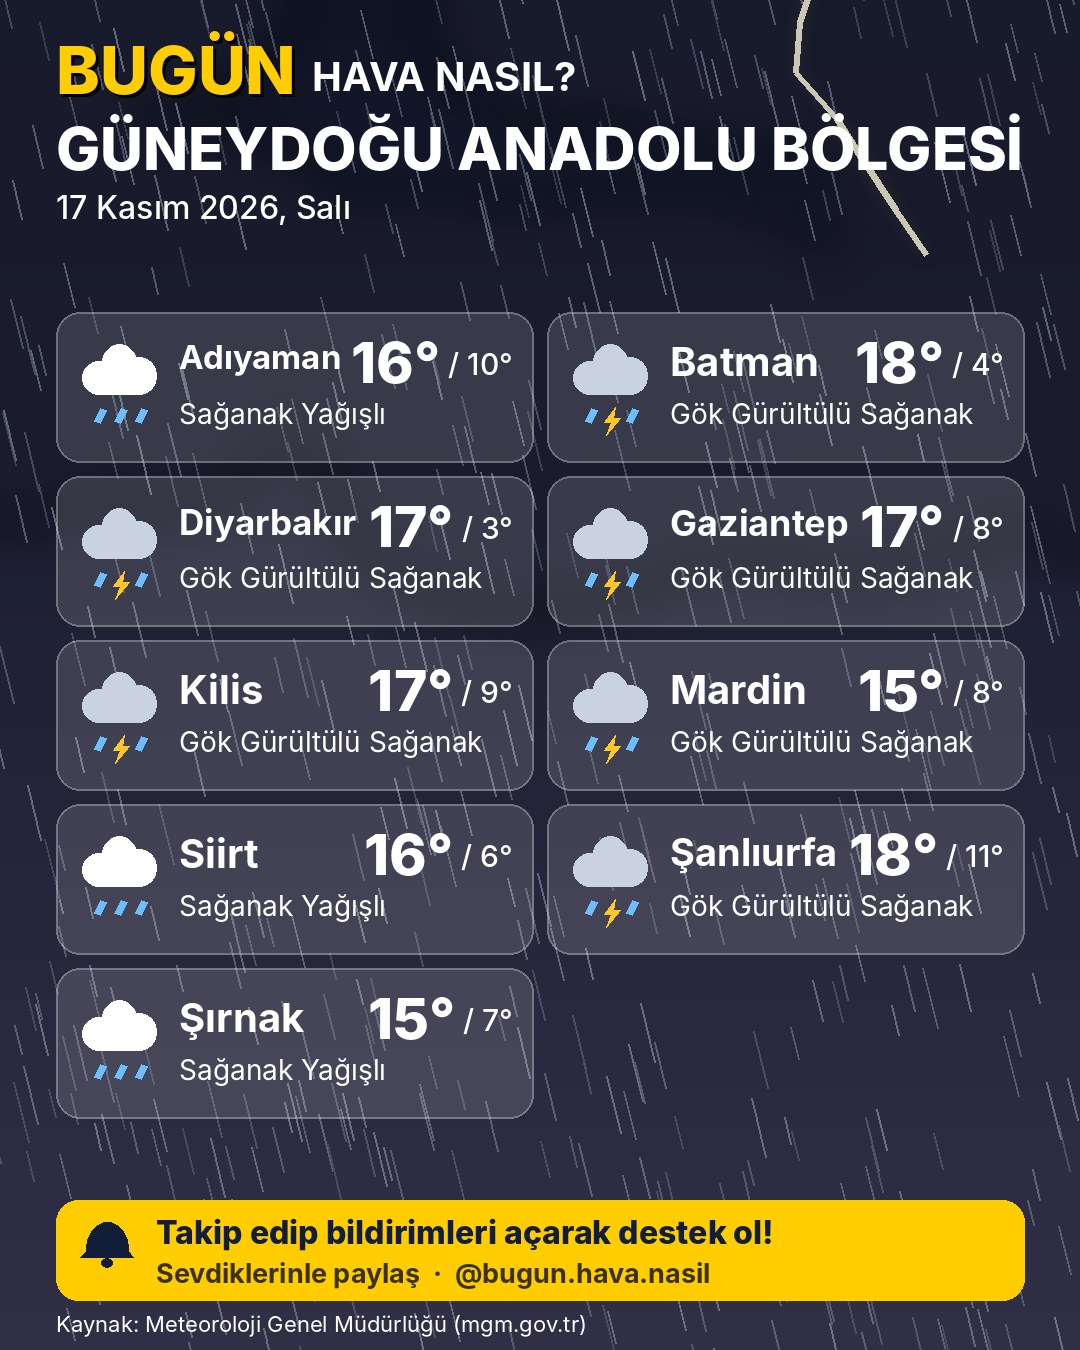 BUGÜN HAVA NASIL?
GÜNEYDOĞU ANADOLU BÖLGESİ
17 Kasım 2026, Salı
Adıyaman 16° / 10°
Sağanak Yağışlı
Batman 18° / 4°
Gök Gürültülü Sağanak
Diyarbakır 17° / 3°
Gök Gürültülü Sağanak
Gaziantep 17° / 8°
Gök Gürültülü Sağanak
Kilis 17° / 9°
Gök Gürültülü Sağanak
Mardin 15° / 8°
Gök Gürültülü Sağanak
Siirt 16° / 6°
Sağanak Yağışlı
Şanlıurfa 18° / 11°
Gök Gürültülü Sağanak
Şırnak 15° / 7°
Sağanak Yağışlı
Takip edip bildirimleri açarak destek ol!
Sevdiklerinle paylaş · @bugun.hava.nasil
Kaynak: Meteoroloji Genel Müdürlüğü (mgm.gov.tr)